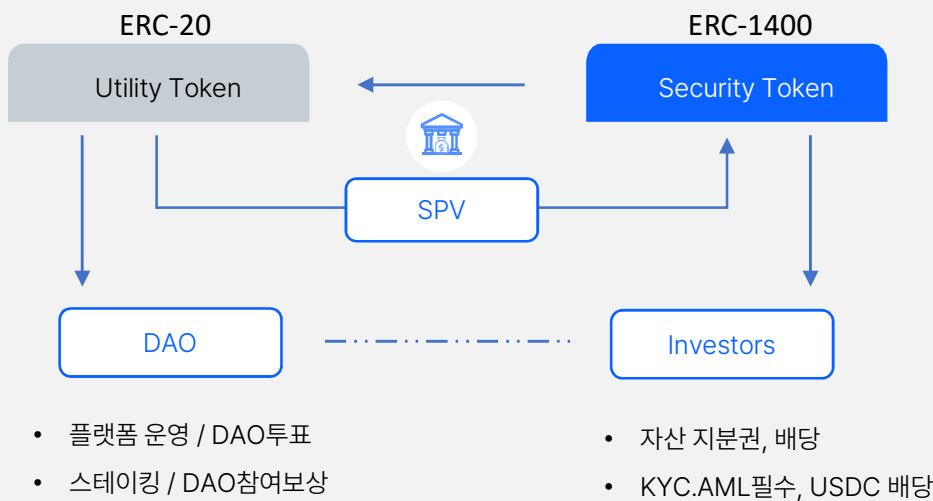 ERC-20
ERC-1400
Utility Token
Security Token
SPV
DAO
Investors
• 플랫폼 운영 / DAO투표
• 스테이킹 / DAO참여보상
• 자산 지분권, 배당
• KYC.AML필수, USDC 배당